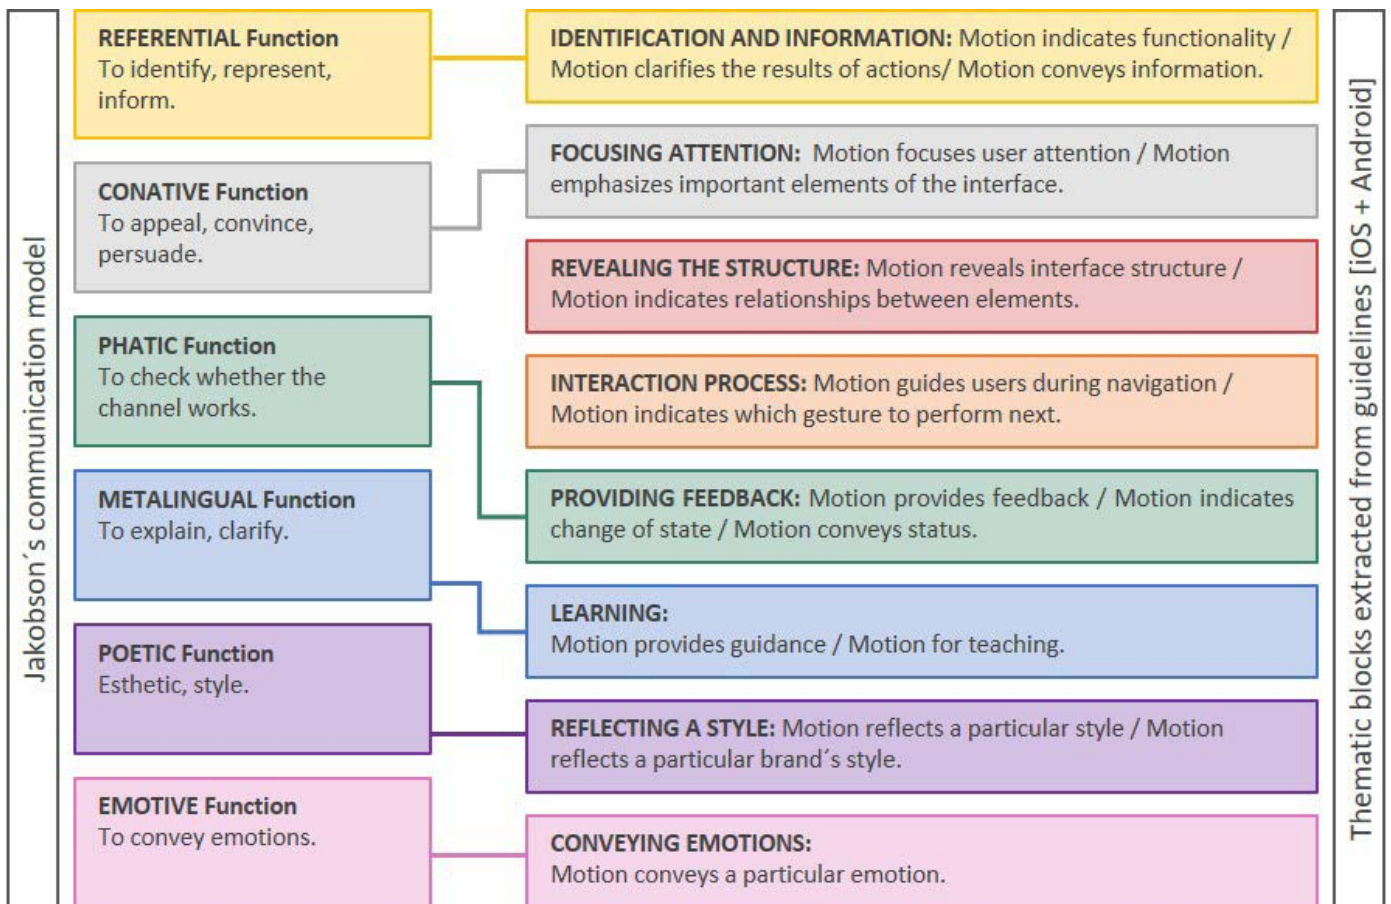 Jakobson´s communication model
REFERENTIAL Function
To identify, represent,
inform.
CONATIVE Function
To appeal, convince,
persuade.
PHATIC Function
To check whether the
channel works.
METALINGUAL Function
To explain, clarify.
POETIC Function
Esthetic, style.
EMOTIVE Function
To convey emotions.
IDENTIFICATION AND INFORMATION: Motion indicates functionality /
Motion clarifies the results of actions/ Motion conveys information.
FOCUSING ATTENTION: Motion focuses user attention / Motion
emphasizes important elements of the interface.
REVEALING THE STRUCTURE: Motion reveals interface structure /
Motion indicates relationships between elements.
INTERACTION PROCESS: Motion guides users during navigation /
Motion indicates which gesture to perform next.
PROVIDING FEEDBACK: Motion provides feedback / Motion indicates
change of state / Motion conveys status.
LEARNING:
Motion provides guidance / Motion for teaching.
REFLECTING A STYLE: Motion reflects a particular style / Motion
reflects a particular brand´s style.
CONVEYING EMOTIONS:
Motion conveys a particular emotion.
Thematic blocks extracted from guidelines [iOS + Android]